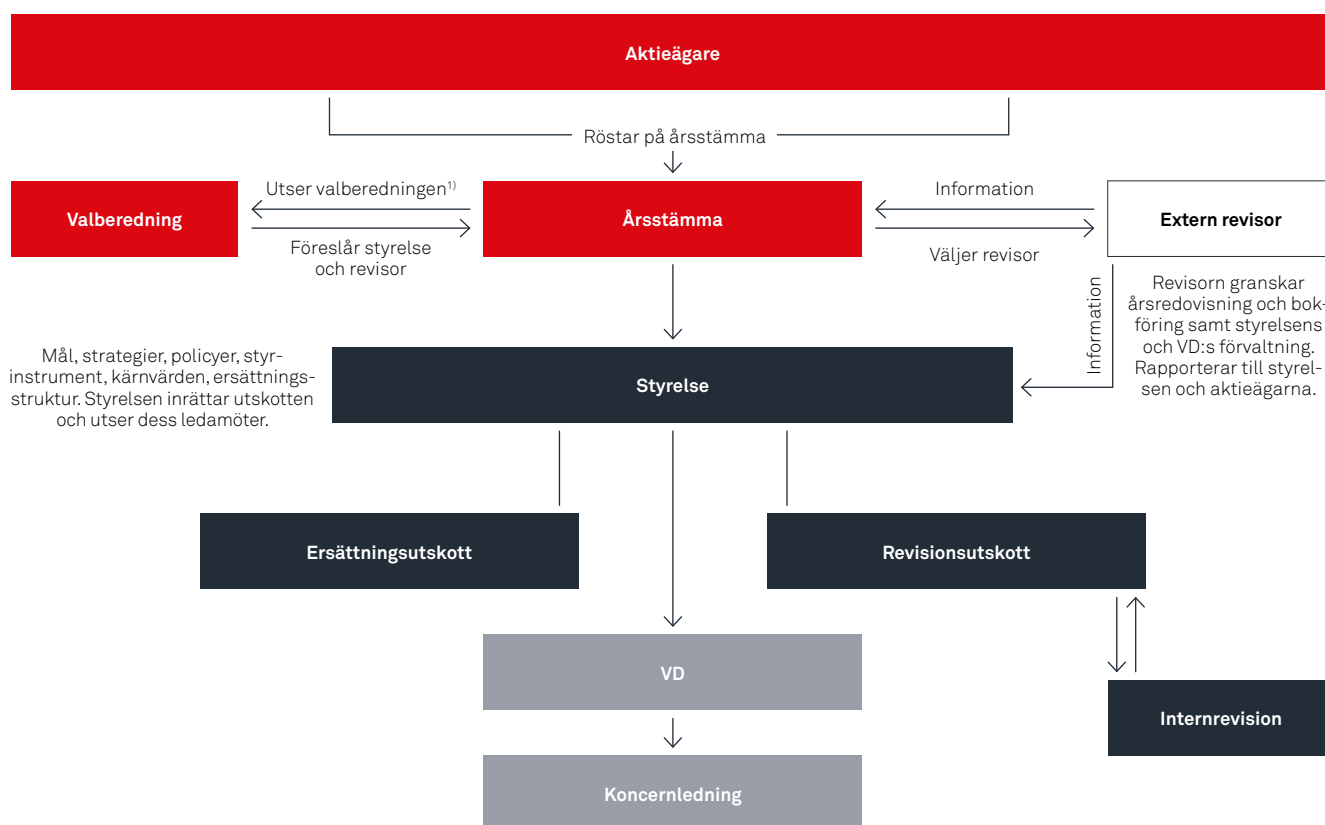 Aktieägare
Röstar på årsstämma
Utser valberedningen1)
Information
Valberedning
Årsstämma
Extern revisor
Föreslår styrelse
och revisor
Väljer revisor
Information
Revisorn granskar
årsredovisning och bok-
föring samt styrelsens
och VD:s förvaltning.
Rapporterar till styrel-
sen och aktieägarna.
Mål, strategier, policyer, styr-
instrument, kärnvärden, ersättnings-
struktur. Styrelsen inrättar utskotten
och utser dess ledamöter.
Styrelse
Ersättningsutskott
Revisionsutskott
VD
Internrevision
Koncernledning